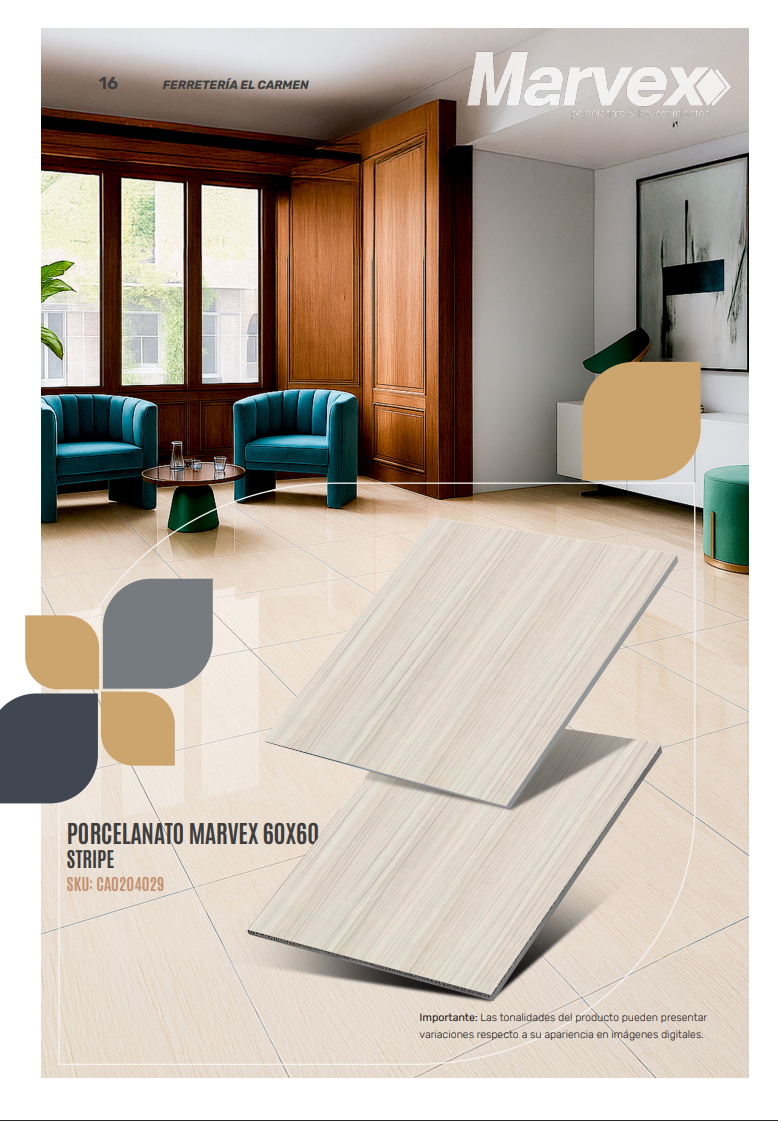 16 FERRETERÍA EL CARMEN
Marvex
porcelanato & revestimientos
PORCELANATO MARVEX 60X60
STRIPE
SKU: CA0204029
Importante: Las tonalidades del producto pueden presentar
variaciones respecto a su apariencia en imágenes digitales.